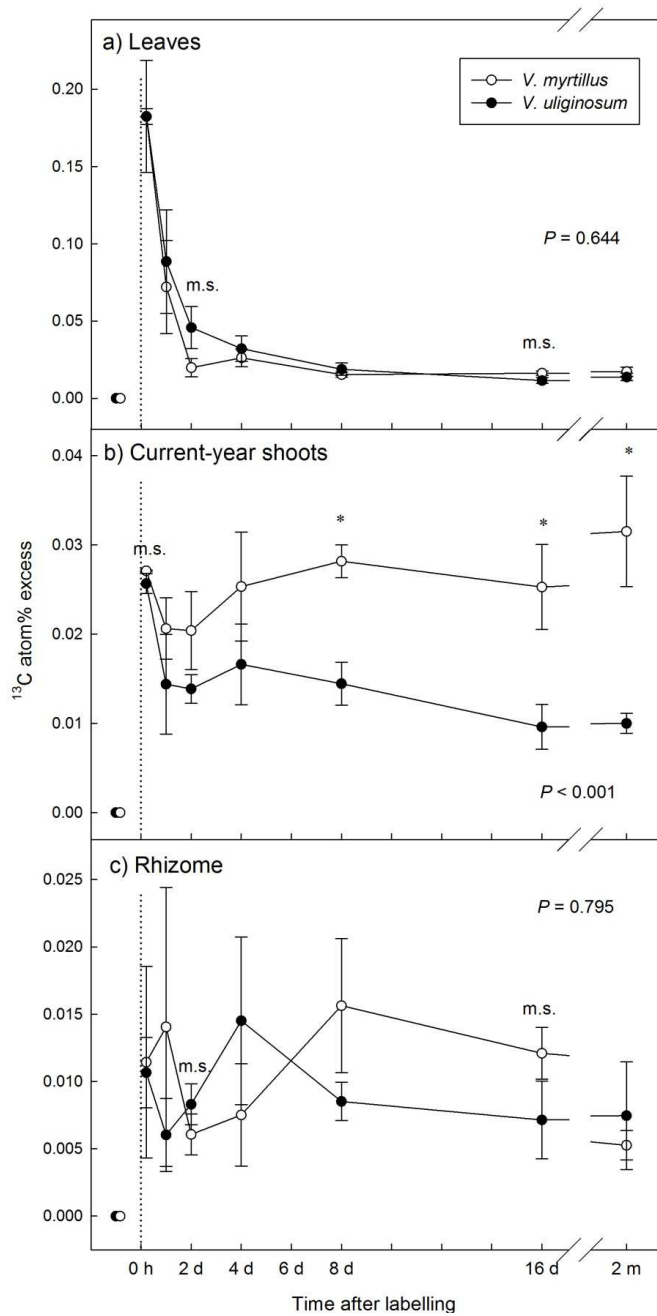 a) Leaves
V. myrtillus
V. uliginosum
0.20
0.15
0.10
0.05
0.00
m.s.
P = 0.644
m.s.
b) Current-year shoots
0.04
0.03
0.02
0.01
0.00
m.s.
*
*
*
P < 0.001
¹³C atom% excess
c) Rhizome
0.025
0.020
0.015
0.010
0.005
0.000
P = 0.795
m.s.
m.s.
0 h 2 d 4 d 6 d 8 d 16 d 2 m
Time after labelling